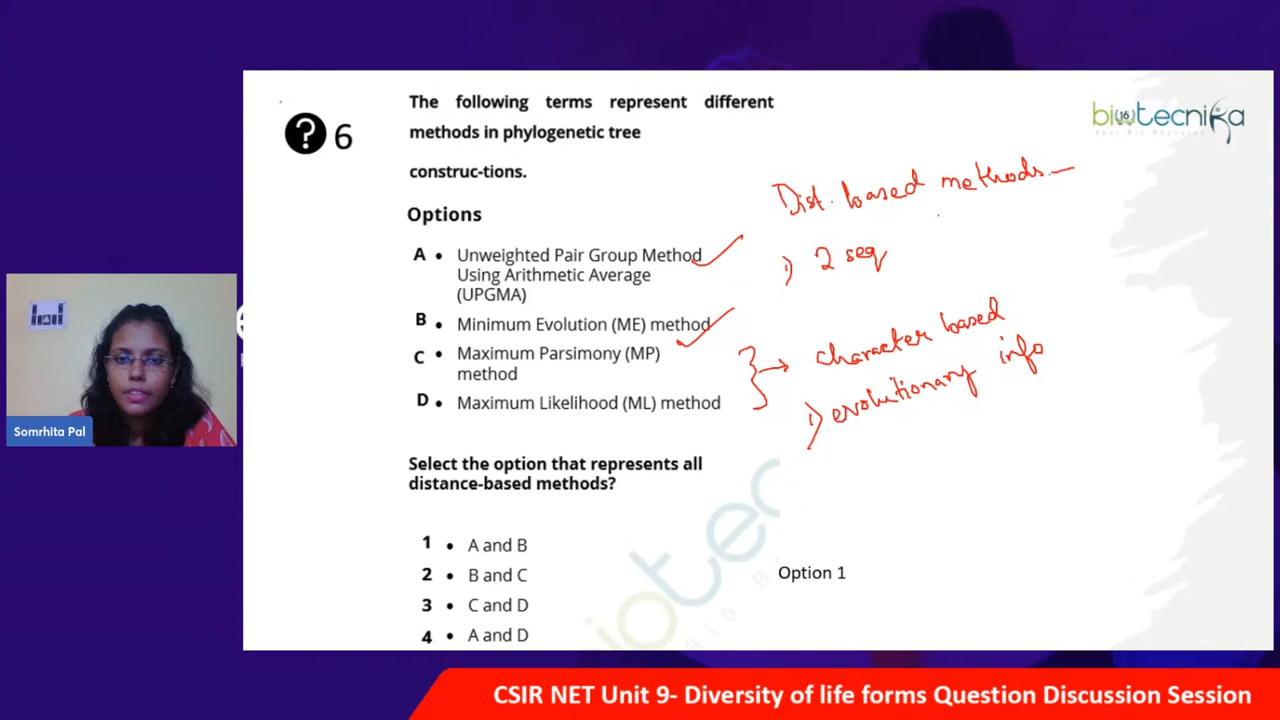 6
The following terms represent different
methods in phylogenetic tree
construc-tions.
biotecnika
Options
Dist. based methods.—
A • Unweighted Pair Group Method
Using Arithmetic Average
(UPGMA)
1) 2 seq
B • Minimum Evolution (ME) method
C • Maximum Parsimony (MP)
method
D • Maximum Likelihood (ML) method
} → character based
1) evolutionary info
Somrhita Pal
Select the option that represents all
distance-based methods?
1 • A and B
2 • B and C
3 • C and D
4 • A and D
Option 1
CSIR NET Unit 9- Diversity of life forms Question Discussion Session